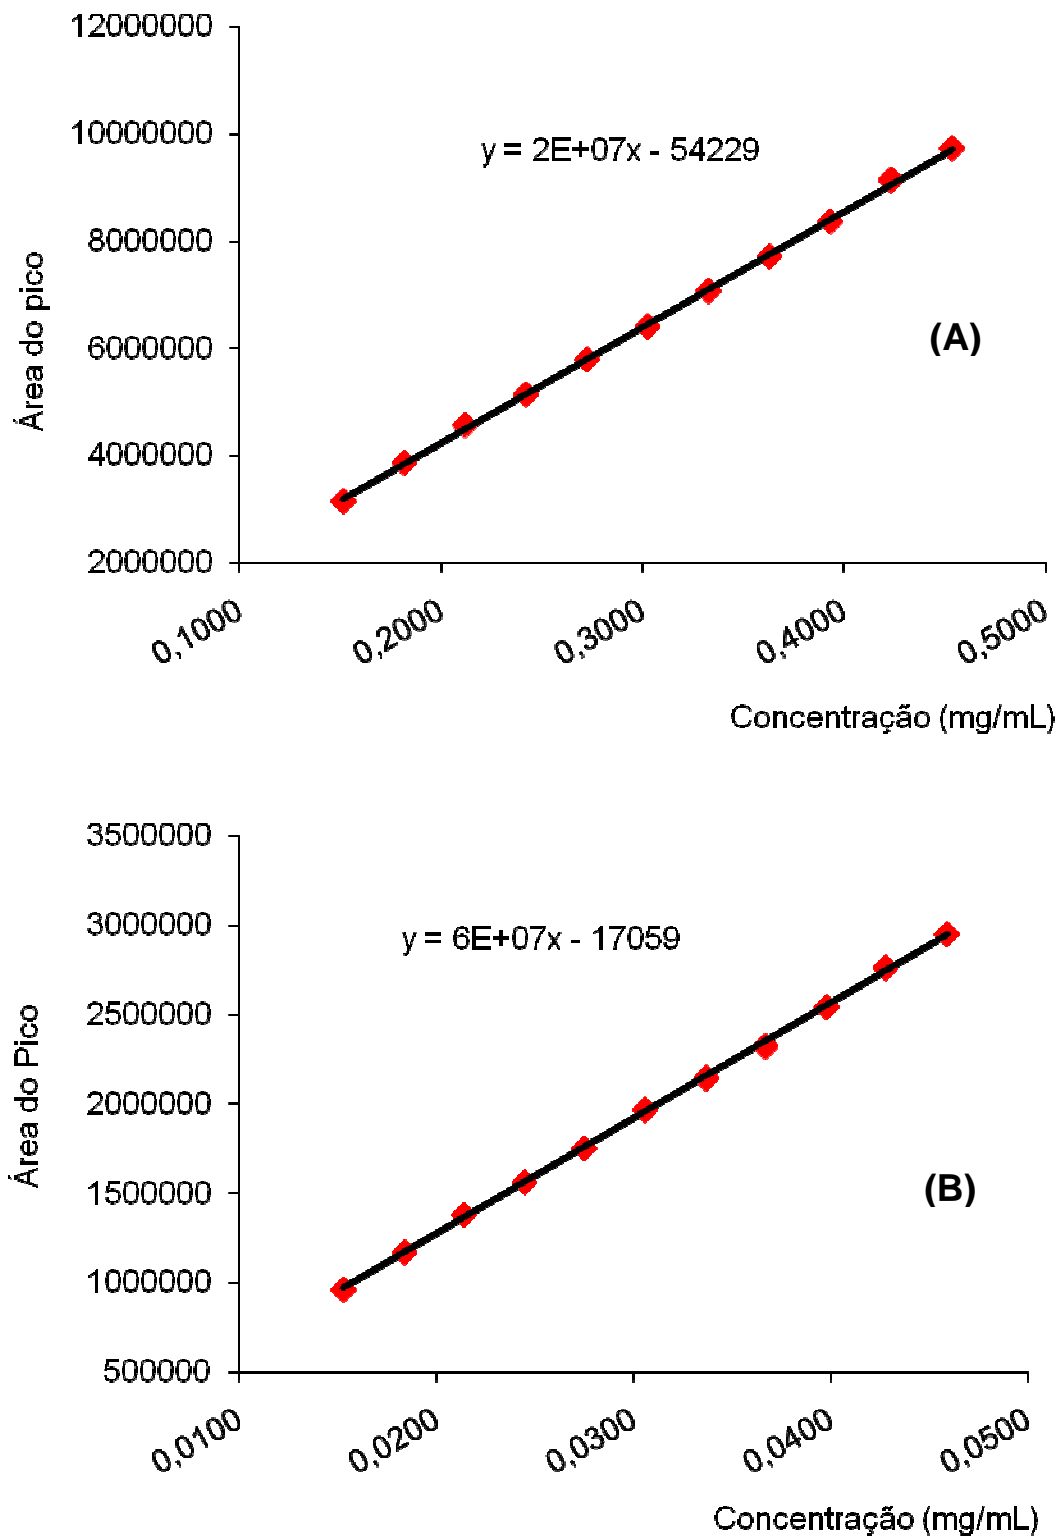 12000000
10000000
8000000
6000000
4000000
2000000
Área do pico
y = 2E+07x - 54229
(A)
0,1000
0,2000
0,3000
0,4000
0,5000
Concentração (mg/mL)
3500000
3000000
2500000
2000000
1500000
1000000
500000
Área do Pico
y = 6E+07x - 17059
(B)
0,0100
0,0200
0,0300
0,0400
0,0500
Concentração (mg/mL)